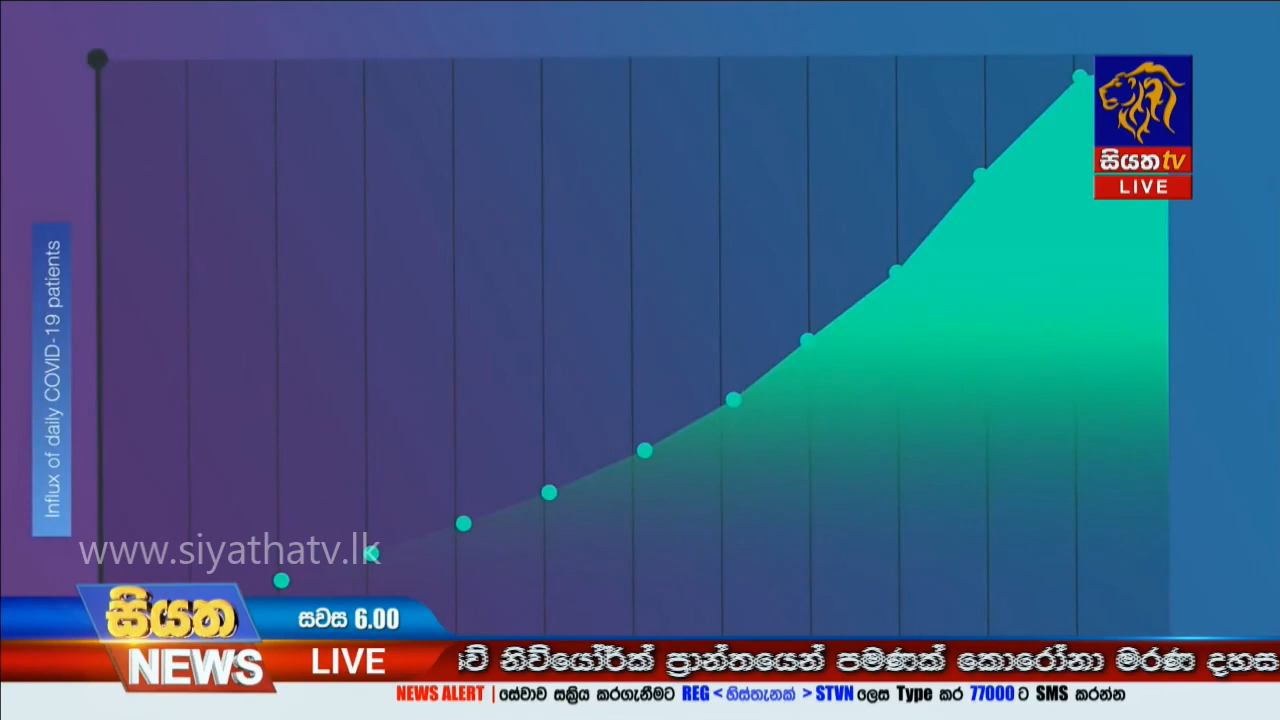 සියත tv
LIVE
Influx of daily COVID-19 patients
www.siyathatv.lk
සියත
NEWS
සවස 6.00
LIVE
නිව්යෝර්ක් ප්‍රාන්තයෙන් පමණක් කොරෝනා මරණ දහස
NEWS ALERT | සේවාව සක්‍රිය කරගැනීමට REG < හිස්තැනක් > STVN ලෙස Type කර 77000 ට SMS කරන්න